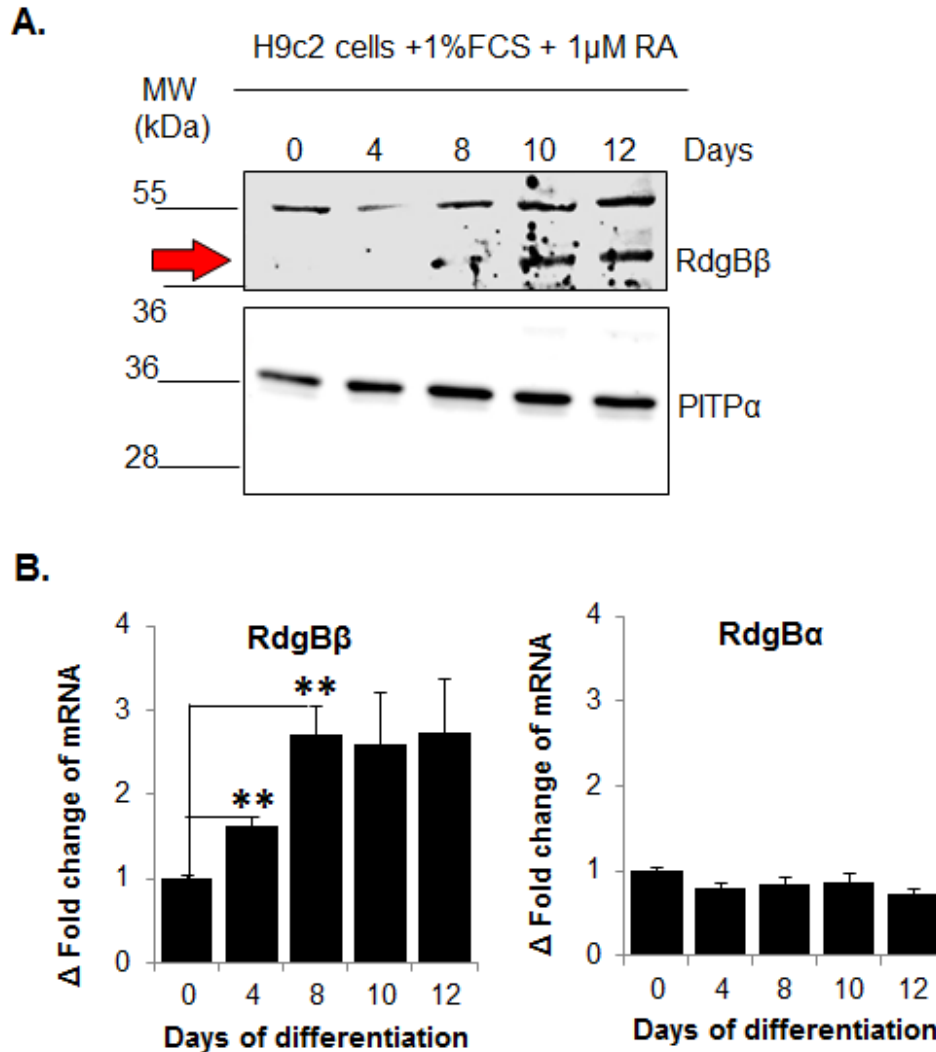 A.
H9c2 cells +1%FCS + 1µM RA
MW
(kDa)
0 4 8 10 12 Days
55
RdgBβ
36
36
PITPα
28
B.
RdgBβ
Δ Fold change of mRNA
4
3
2
1
0
**
**
0 4 8 10 12
Days of differentiation
RdgBα
Δ Fold change of mRNA
4
3
2
1
0
0 4 8 10 12
Days of differentiation